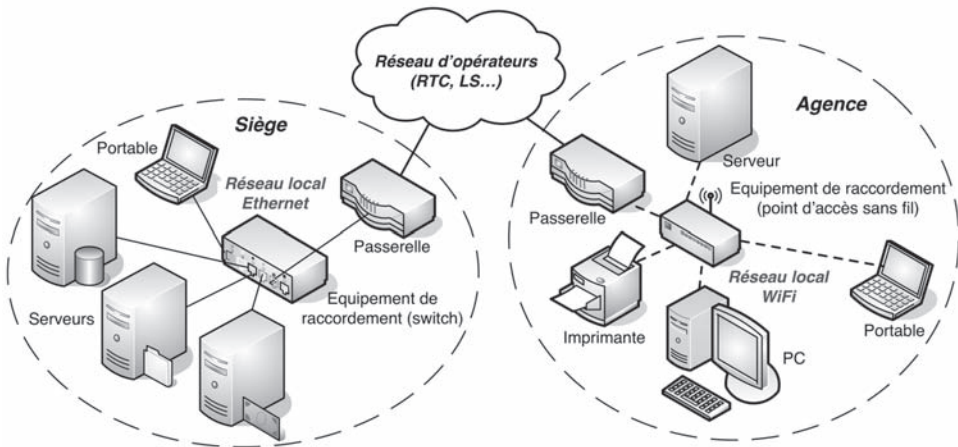 Réseau d'opérateurs
(RTC, LS...)
Siège
Portable
Réseau local
Ethernet
Passerelle
Serveurs
Equipement de
raccordement (switch)
Agence
Serveur
Passerelle
Equipement de raccordement
(point d'accès sans fil)
Réseau local
WiFi
Imprimante
PC
Portable